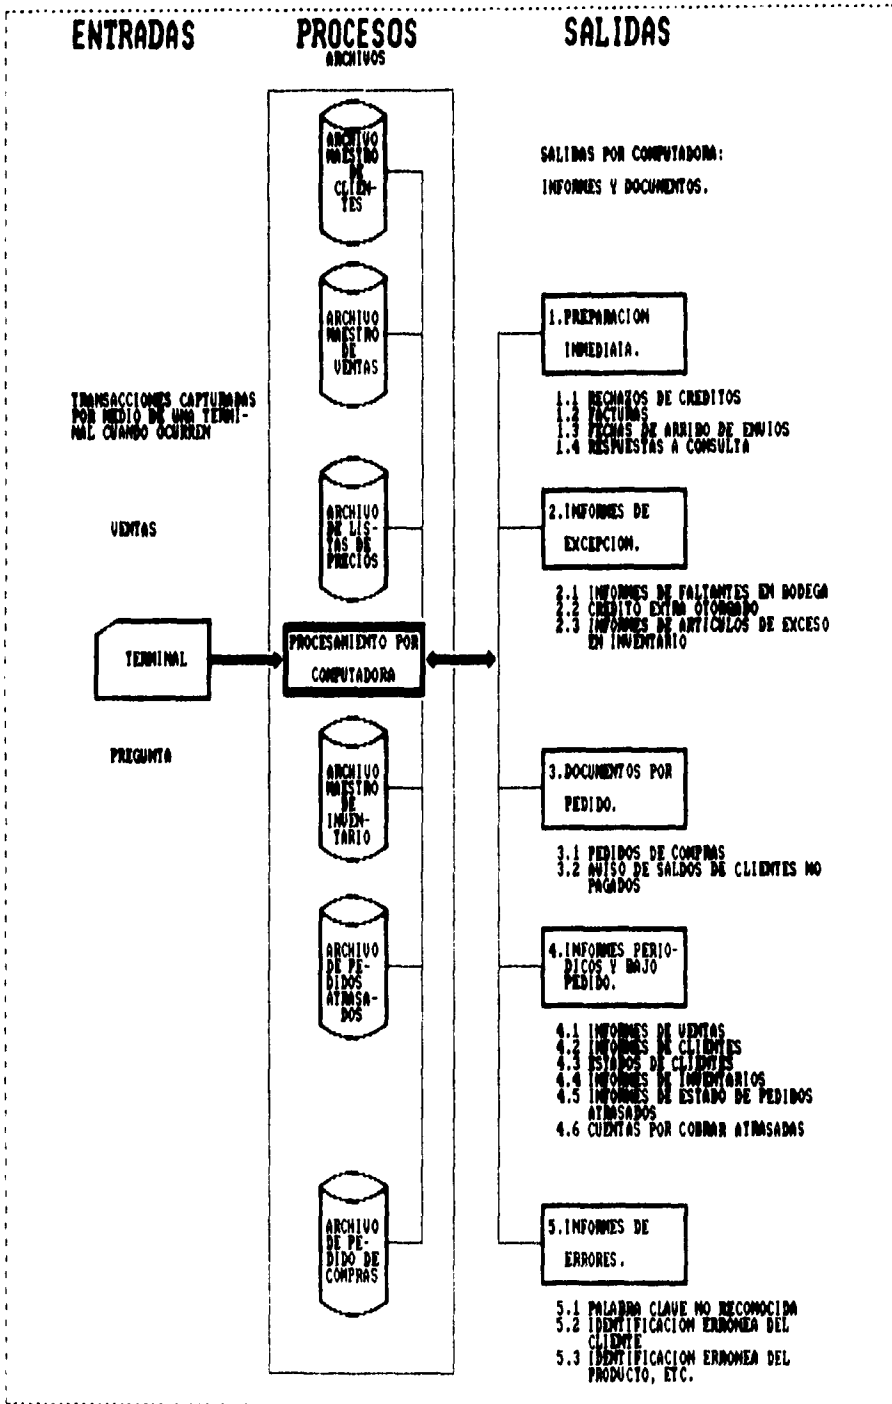 ENTRADAS
PROCESOS
SALIDAS
ARCHIVOS
ARCHIVO
MAESTRO
DE
CLIEN-
TES
SALIDAS POR COMPUTADORA:
INFORMES Y DOCUMENTOS.
ARCHIVO
MAESTRO
DE
VENTAS
1.PREPARACION
INMEDIATA.
TRANSACCIONES CAPTURADAS
POR MEDIO DE UNA TERMI-
NAL CUANDO OCURREN
1.1 RECHAZOS DE CREDITOS
1.2 FACTURAS
1.3 FECHAS DE ARRIBO DE ENVIOS
1.4 RESPUESTAS A CONSULTA
VENTAS
ARCHIVO
DE LIS-
TAS DE
PRECIOS
2.INFORMES DE
EXCEPCION.
2.1 INFORMES DE FALTANTES EN BODEGA
2.2 CREDITO EXTRA OTORGADO
2.3 INFORMES DE ARTICULOS DE EXCESO
EN INVENTARIO
TERMINAL
PROCESAMIENTO POR
COMPUTADORA
PREGUNTA
ARCHIVO
MAESTRO
DE
INVEN-
TARIO
3.DOCUMENTOS POR
PEDIDO.
3.1 PEDIDOS DE COMPRAS
3.2 AVISO DE SALDOS DE CLIENTES NO
PAGADOS
ARCHIVO
DE PE-
DIDOS
ATRASA-
DOS
4.INFORMES PERIO-
DICOS Y BAJO
PEDIDO.
4.1 INFORMES DE VENTAS
4.2 INFORMES DE CLIENTES
4.3 ESTADOS DE CLIENTES
4.4 INFORMES DE INVENTARIOS
4.5 INFORMES DE ESTADO DE PEDIDOS
ATRASADOS
4.6 CUENTAS POR COBRAR ATRASADAS
ARCHIVO
DE PE-
DIDO DE
COMPRAS
5.INFORMES DE
ERRORES.
5.1 PALABRA CLAVE NO RECONOCIDA
5.2 IDENTIFICACION ERRONEA DEL
CLIENTE
5.3 IDENTIFICACION ERRONEA DEL
PRODUCTO, ETC.